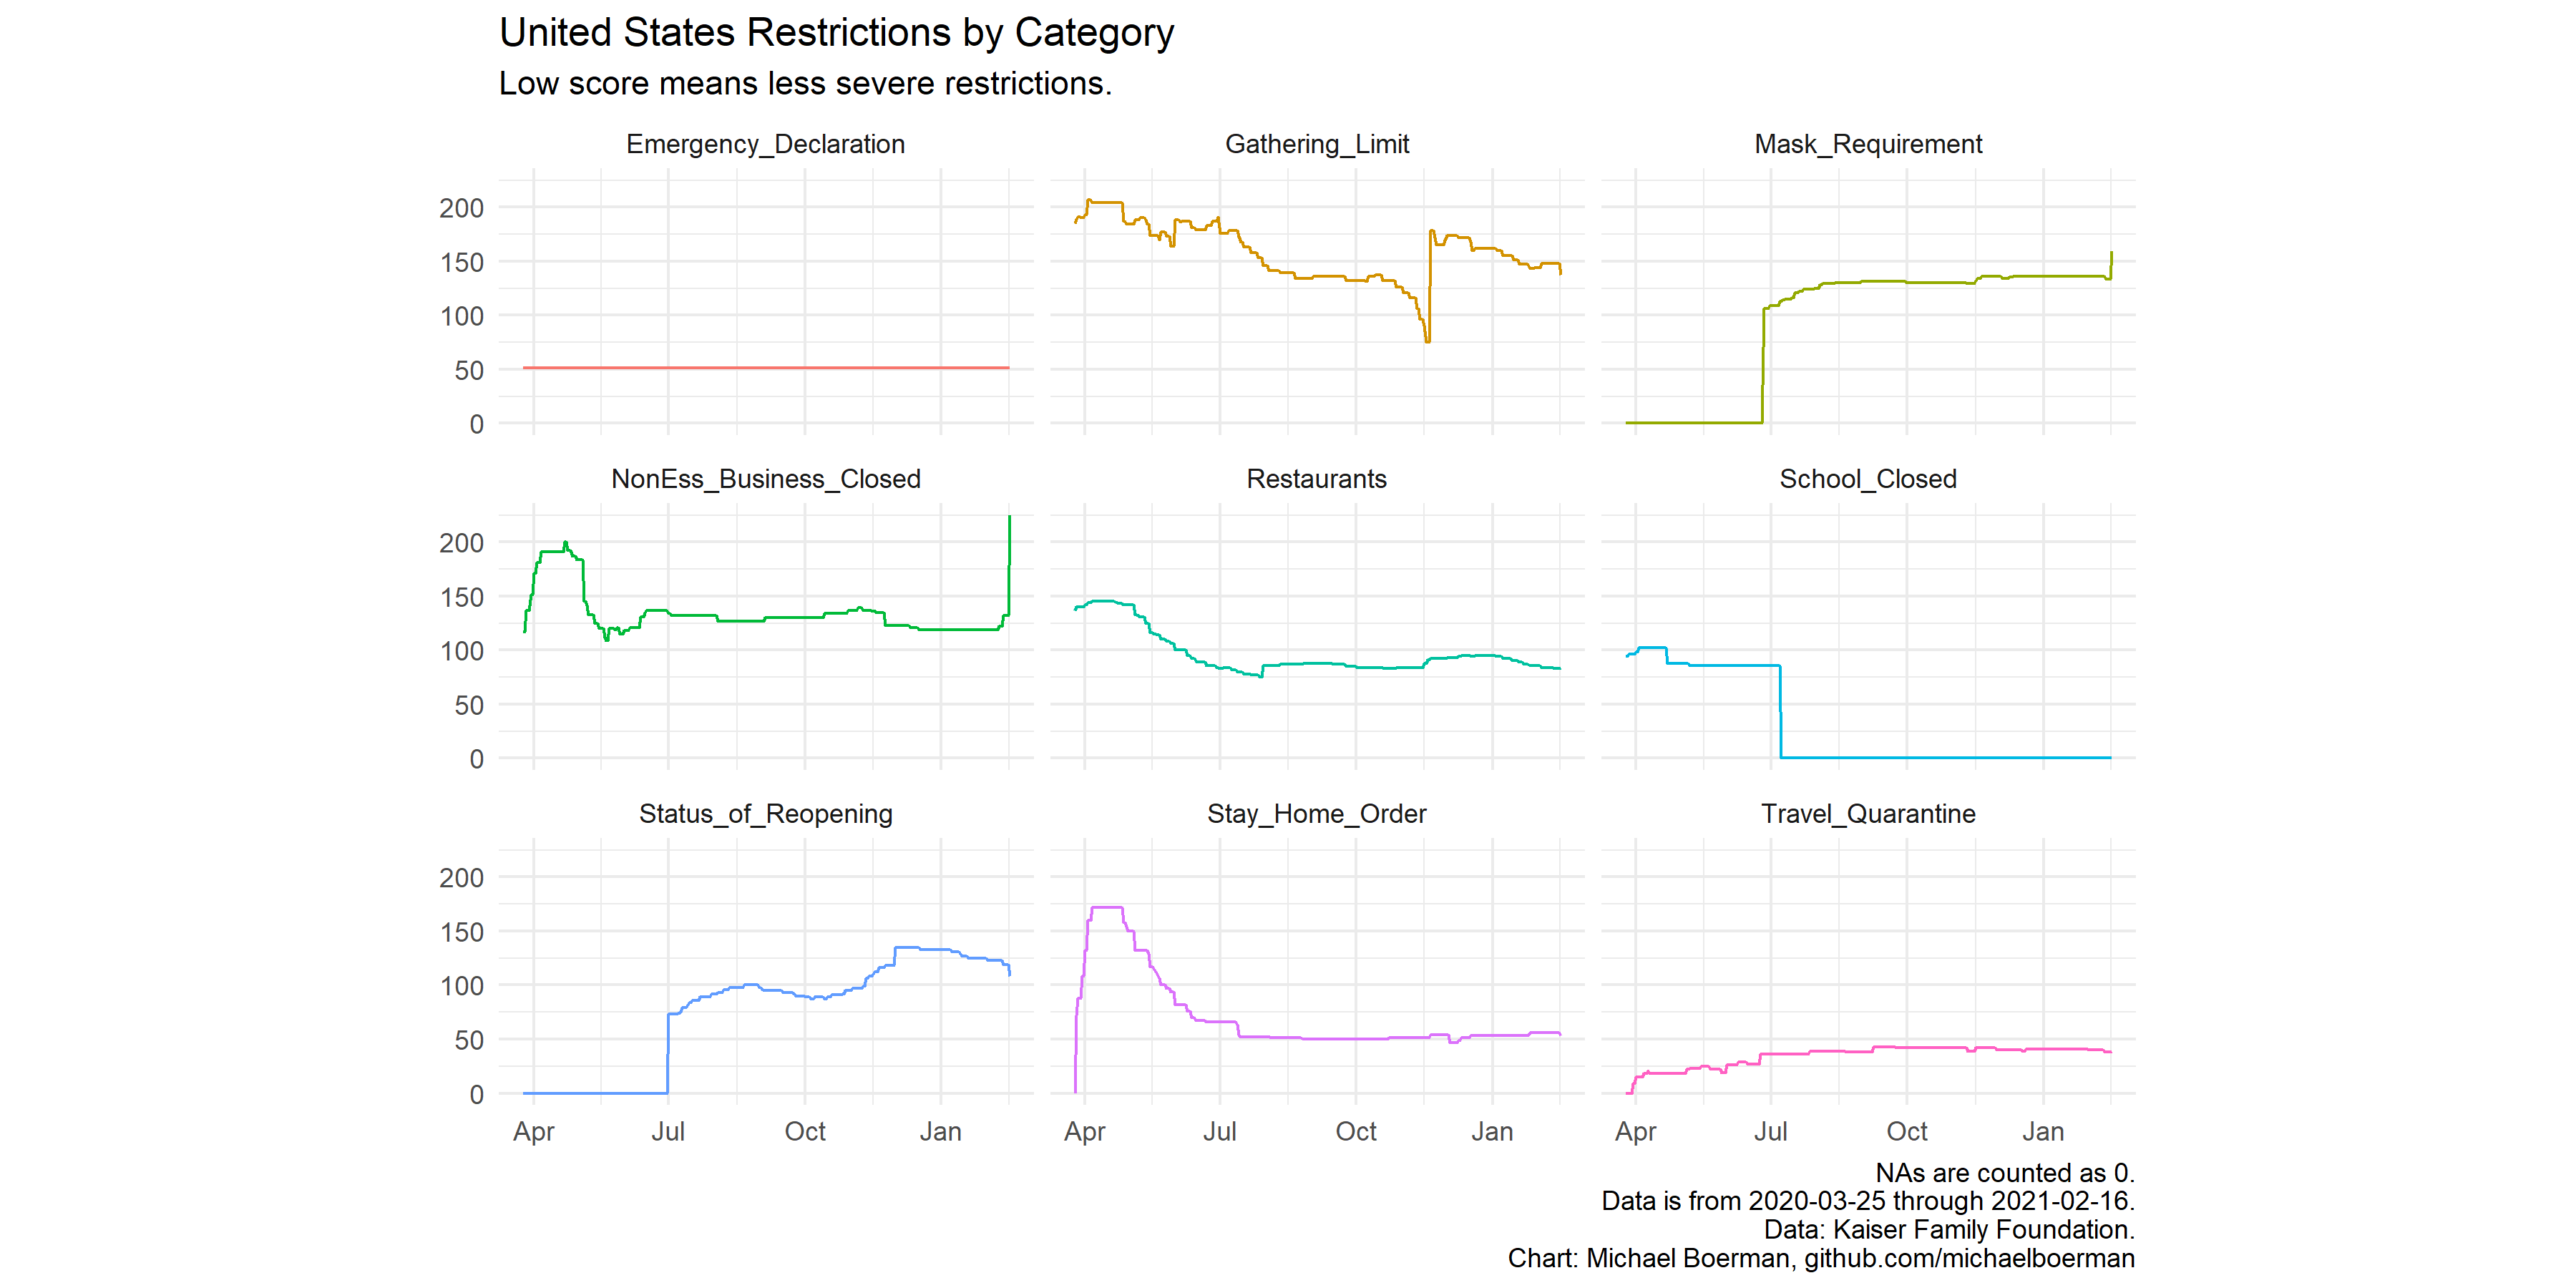 United States Restrictions by Category
Low score means less severe restrictions.
Emergency_Declaration Gathering_Limit Mask_Requirement
200
150
100
50
0
NonEss_Business_Closed Restaurants School_Closed
200
150
100
50
0
Status_of_Reopening Stay_Home_Order Travel_Quarantine
200
150
100
50
0
Apr Jul Oct Jan Apr Jul Oct Jan Apr Jul Oct Jan
NAs are counted as 0.
Data is from 2020-03-25 through 2021-02-16.
Data: Kaiser Family Foundation.
Chart: Michael Boerman, github.com/michaelboerman